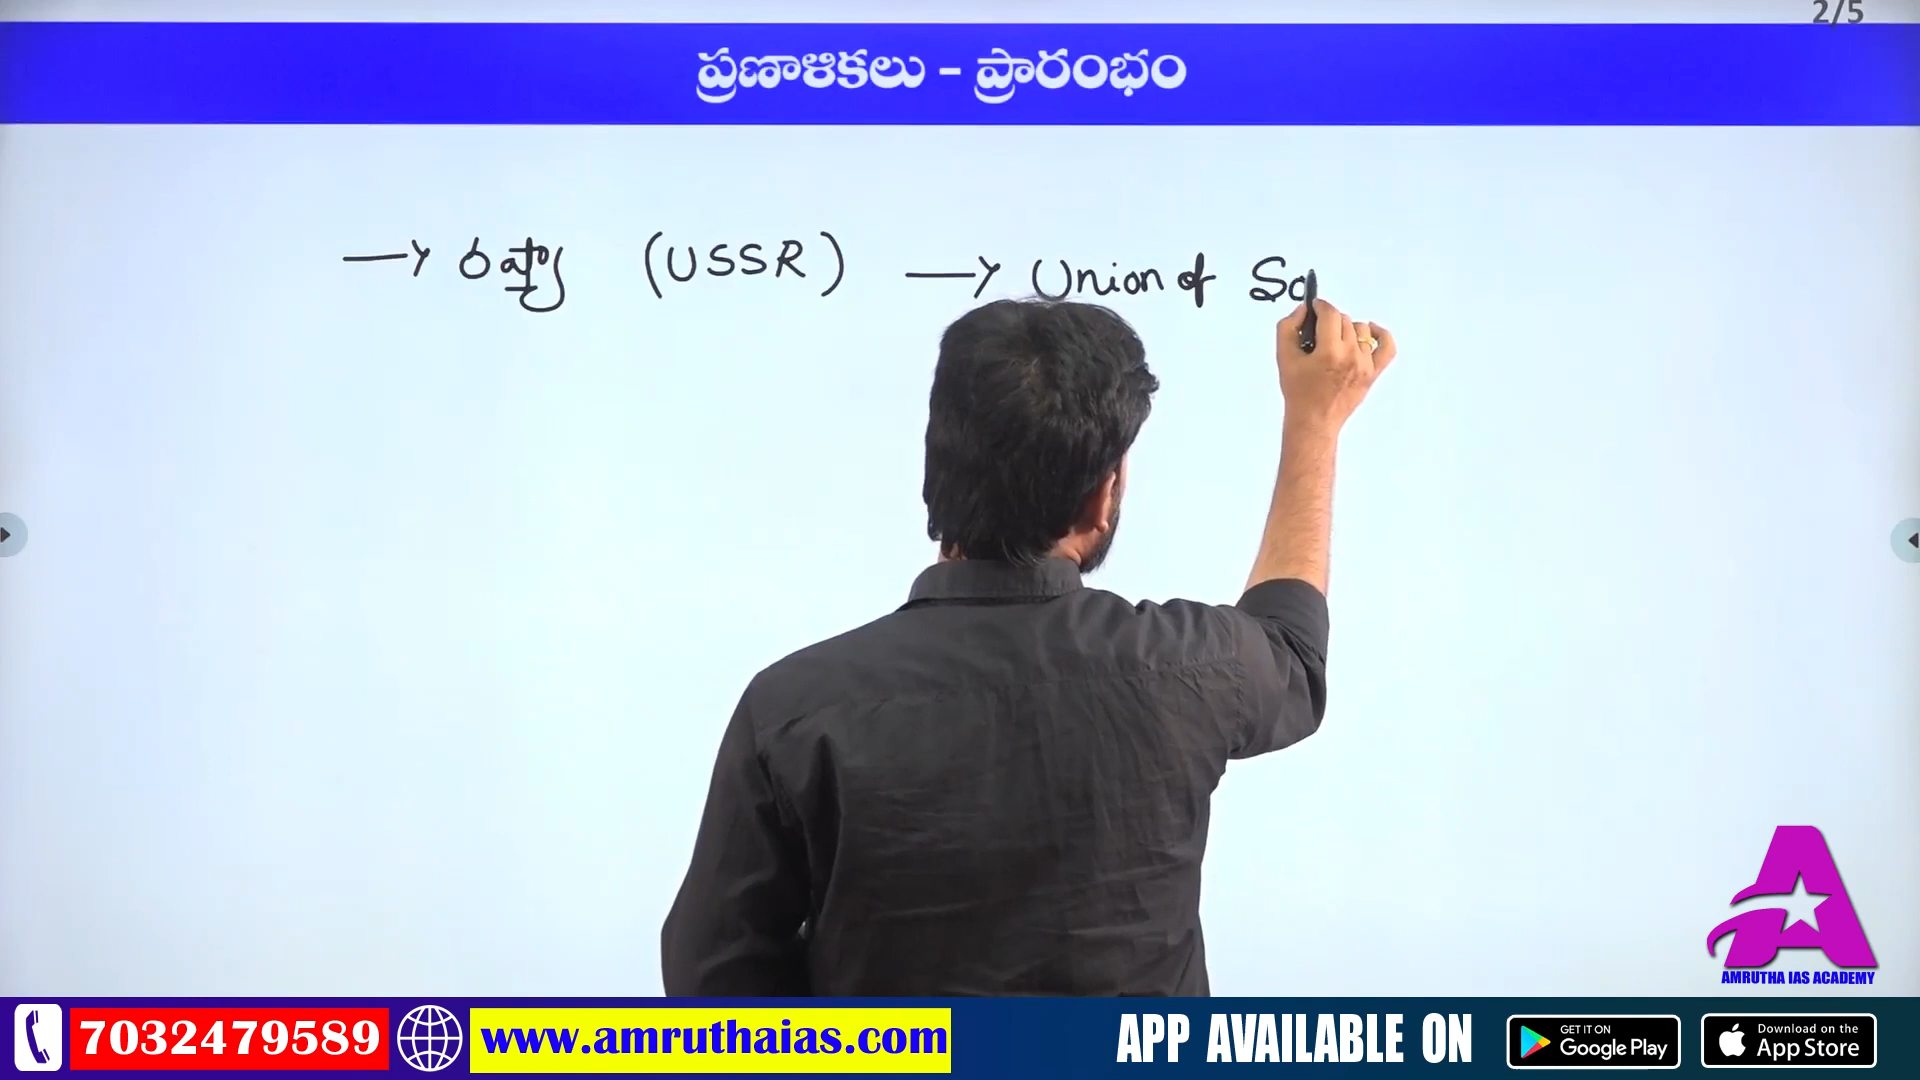 2/5
ప్రణాళికలు - ప్రారంభం
→ రష్యా (USSR) → Union of So
AMRUTHA IAS ACADEMY
7032479589 www.amruthaias.com APP AVAILABLE ON GET IT ON Google Play Download on the App Store